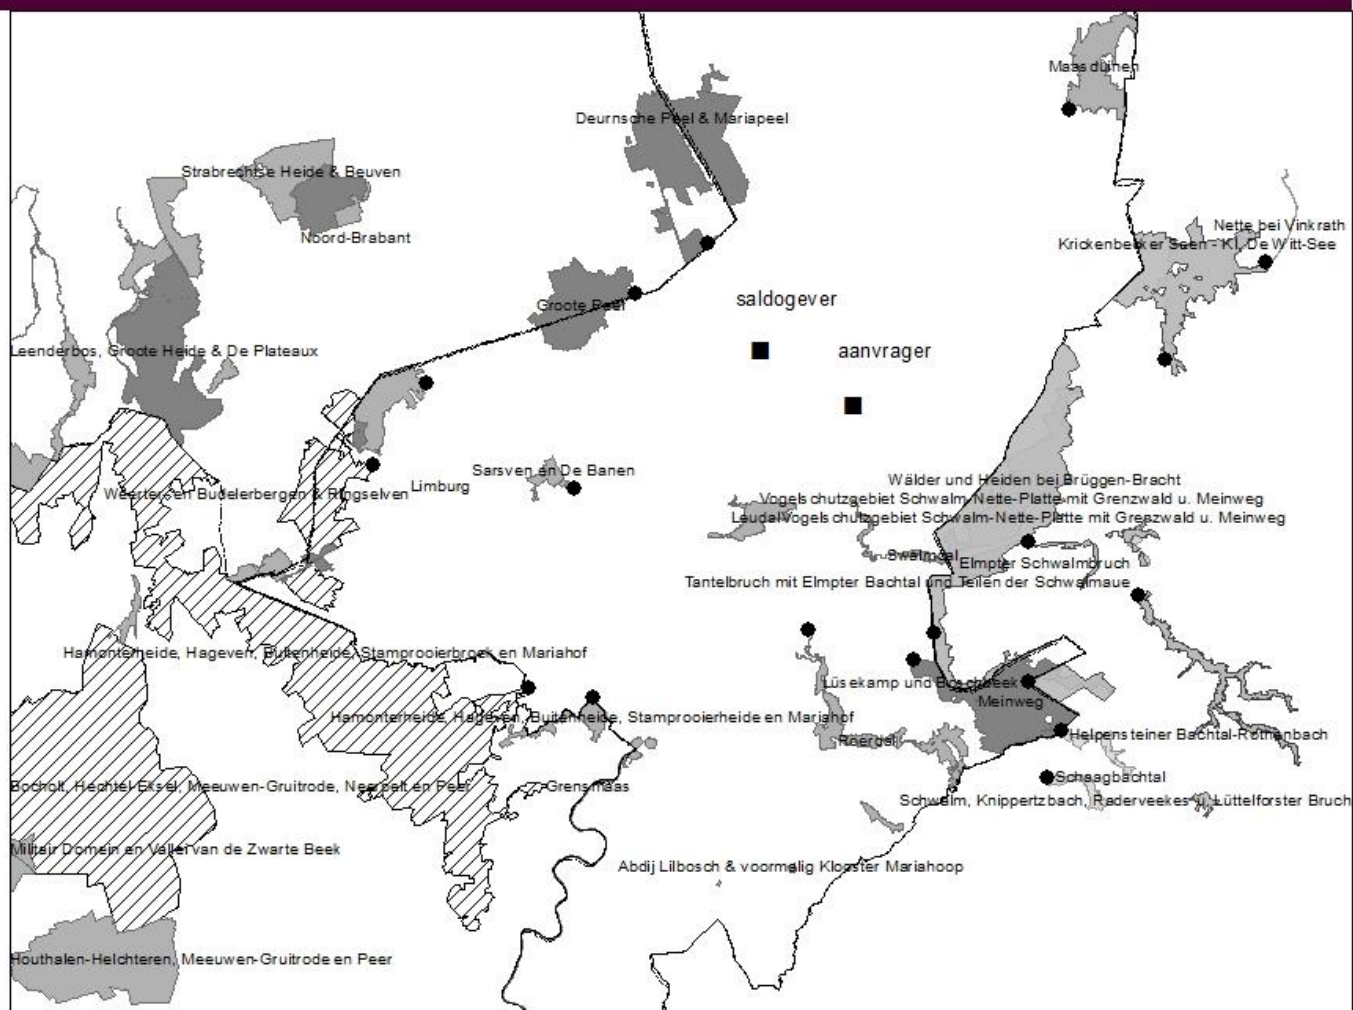 Maasduinen
Deurnsche Peel & Mariapeel
Strabrechtse Heide & Beuven
Nette bei Vinkrath
Noord-Brabant
Krickenbecker Seen - Kl. De Witt-See
saldogever
Groote Peel
Leenderbos, Groote Heide & De Plateaux
aanvrager
Sarsven en De Banen
Wälder und Heiden bei Brüggen-Bracht
Limburg
Weerter- en Budelerbergen & Ringselven
Vogelschutzgebiet Schwalm-Nette-Platte mit Grenzwald u. Meinweg
Leudal Vogelschutzgebiet Schwalm-Nette-Platte mit Grenzwald u. Meinweg
Swalmdal
Elmpter Schwalmbruch
Tantelbruch mit Elmpter Bachtal und Teilen der Schwalmaue
Hamonterheide, Hageven, Buitenheide, Stamprooierbroek en Mariahof
Lüsekamp und Boschbeek
Meinweg
Hamonterheide, Hageven, Buitenheide, Stamprooierheide en Mariahof
Helpensteiner Bachtal-Rothenbach
Roerdal
Schaagbachtal
Bocholt, Hechtel-Eksel, Meeuwen-Gruitrode, Neerpelt en Peer
Grensmaas
Schwalm, Knippertzbach, Raderveekes u. Lüttelforster Bruch
Militair Domein en Vallei van de Zwarte Beek
Abdij Lilbosch & voormalig Klooster Mariahoop
Houthalen-Helchteren, Meeuwen-Gruitrode en Peer